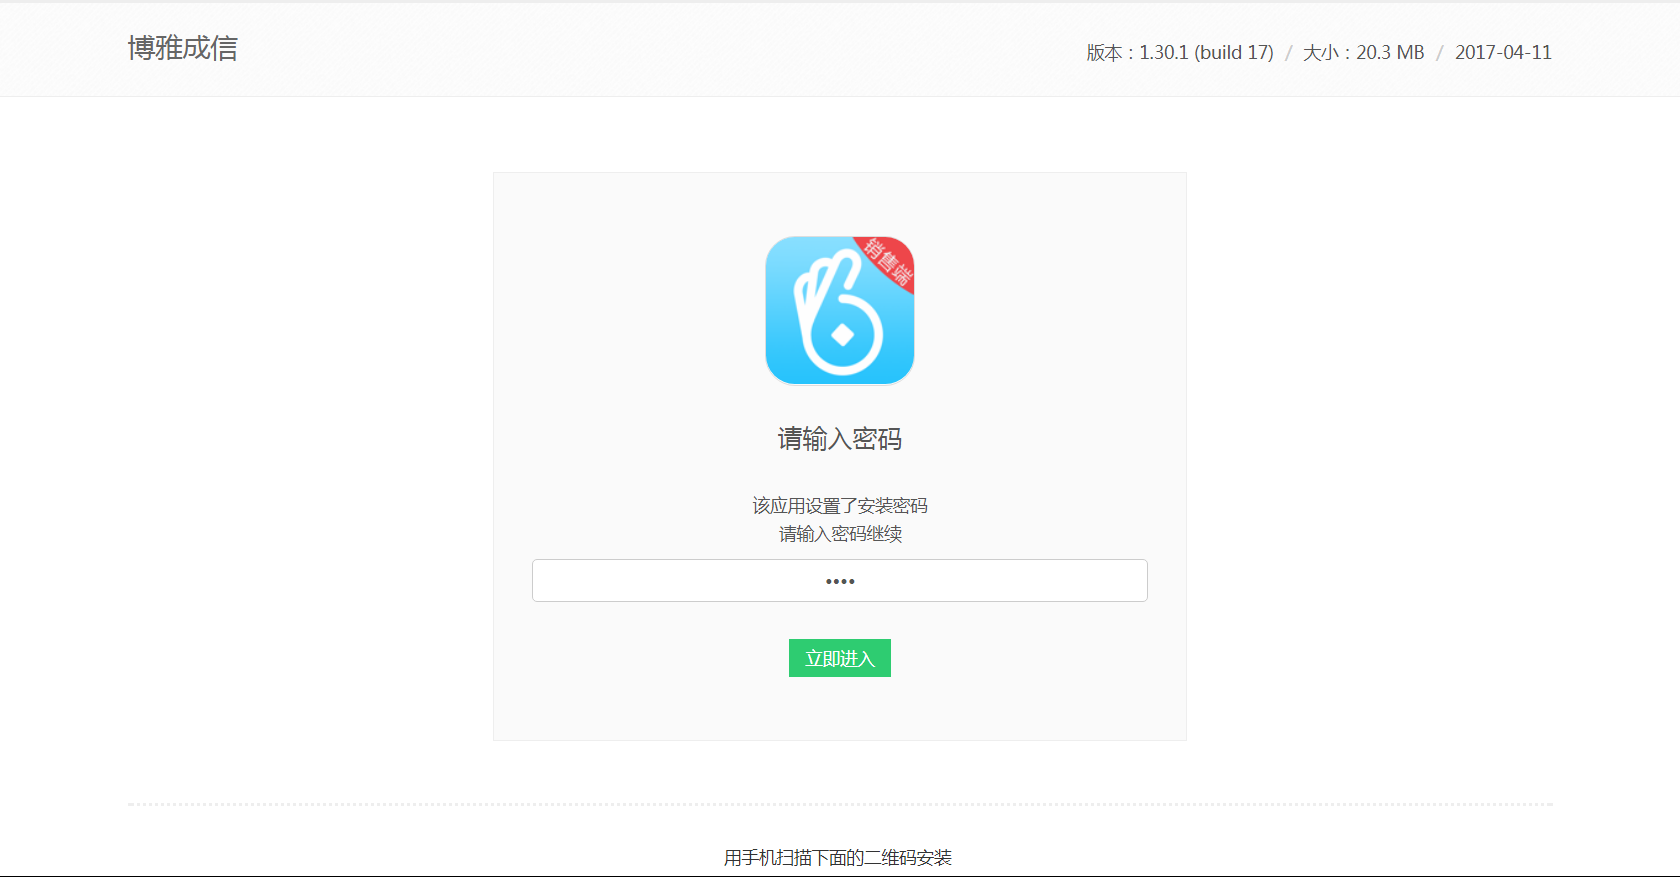 博雅成信
版本：1.30.1 (build 17) / 大小：20.3 MB / 2017-04-11
销售端
请输入密码
该应用设置了安装密码
请输入密码继续
••••
立即进入
用手机扫描下面的二维码安装